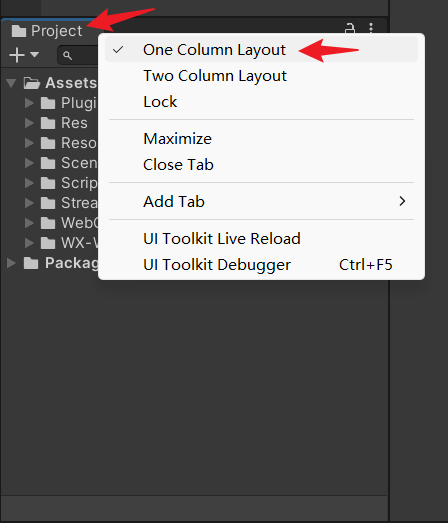 Project
One Column Layout
Two Column Layout
Lock
Maximize
Close Tab
Add Tab
UI Toolkit Live Reload
UI Toolkit Debugger Ctrl+F5
Assets
Plugi
Res
Reso
Scen
Scrip
Strea
WebG
WX-W
Packag